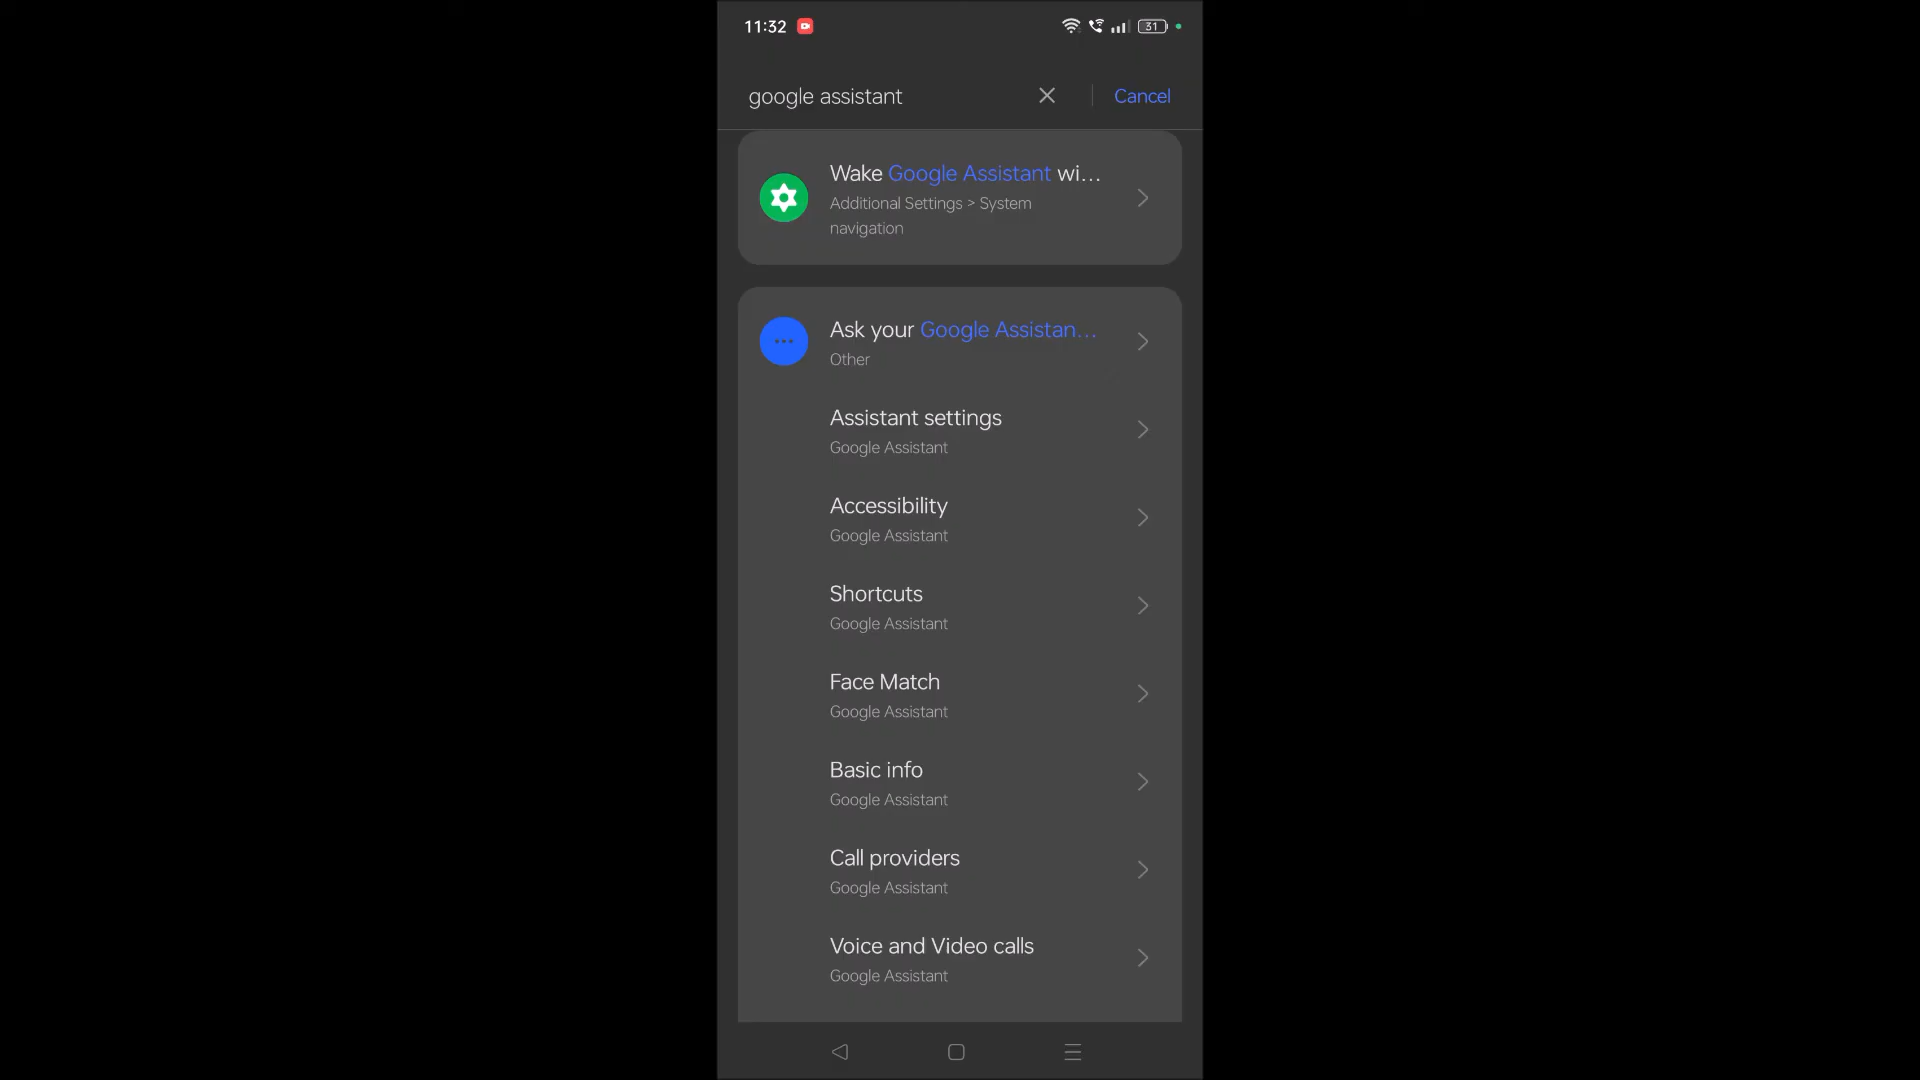 11:32
31
google assistant
Cancel
Wake Google Assistant wi...
Additional Settings > System
navigation
Ask your Google Assistan...
Other
Assistant settings
Google Assistant
Accessibility
Google Assistant
Shortcuts
Google Assistant
Face Match
Google Assistant
Basic info
Google Assistant
Call providers
Google Assistant
Voice and Video calls
Google Assistant